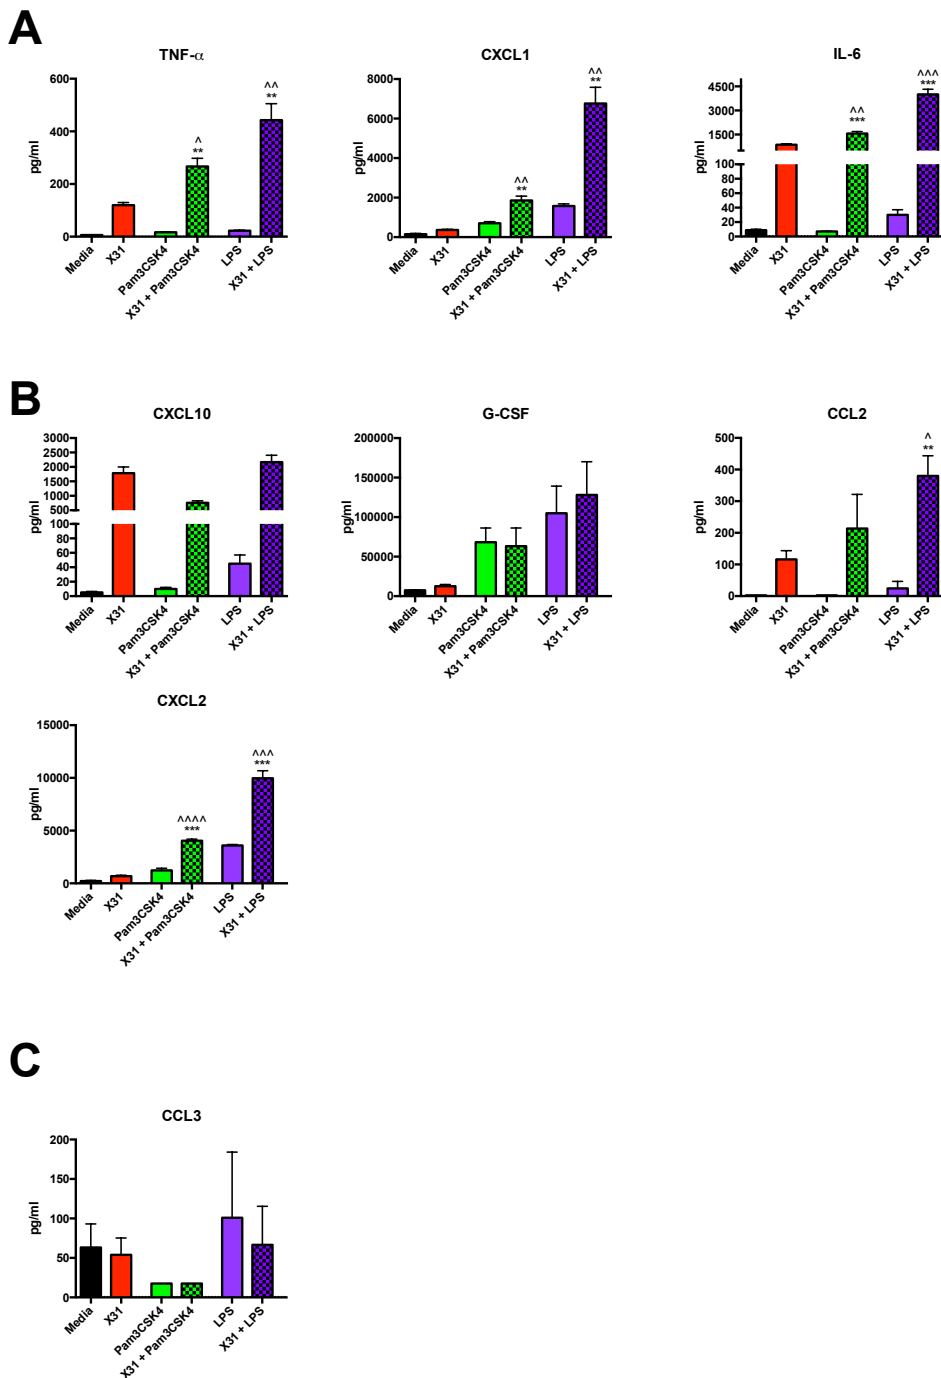 A
TNF-α
pg/ml
600
400
200
0
^
**
^^
**
Media
X31
Pam3CSK4
X31 + Pam3CSK4
LPS
X31 + LPS
CXCL1
pg/ml
8000
6000
4000
2000
0
^^
**
^^
**
Media
X31
Pam3CSK4
X31 + Pam3CSK4
LPS
X31 + LPS
IL-6
pg/ml
4500
1500
100
80
60
40
20
0
^^
***
^^^
***
Media
X31
Pam3CSK4
X31 + Pam3CSK4
LPS
X31 + LPS
B
CXCL10
pg/ml
3000
2500
2000
1500
1000
500
100
80
60
40
20
0
Media
X31
Pam3CSK4
X31 + Pam3CSK4
LPS
X31 + LPS
G-CSF
pg/ml
200000
150000
100000
50000
0
Media
X31
Pam3CSK4
X31 + Pam3CSK4
LPS
X31 + LPS
CCL2
pg/ml
500
400
300
200
100
0
^
**
Media
X31
Pam3CSK4
X31 + Pam3CSK4
LPS
X31 + LPS
CXCL2
pg/ml
15000
10000
5000
0
^^^^
***
^^^
***
Media
X31
Pam3CSK4
X31 + Pam3CSK4
LPS
X31 + LPS
C
CCL3
pg/ml
200
150
100
50
0
Media
X31
Pam3CSK4
X31 + Pam3CSK4
LPS
X31 + LPS